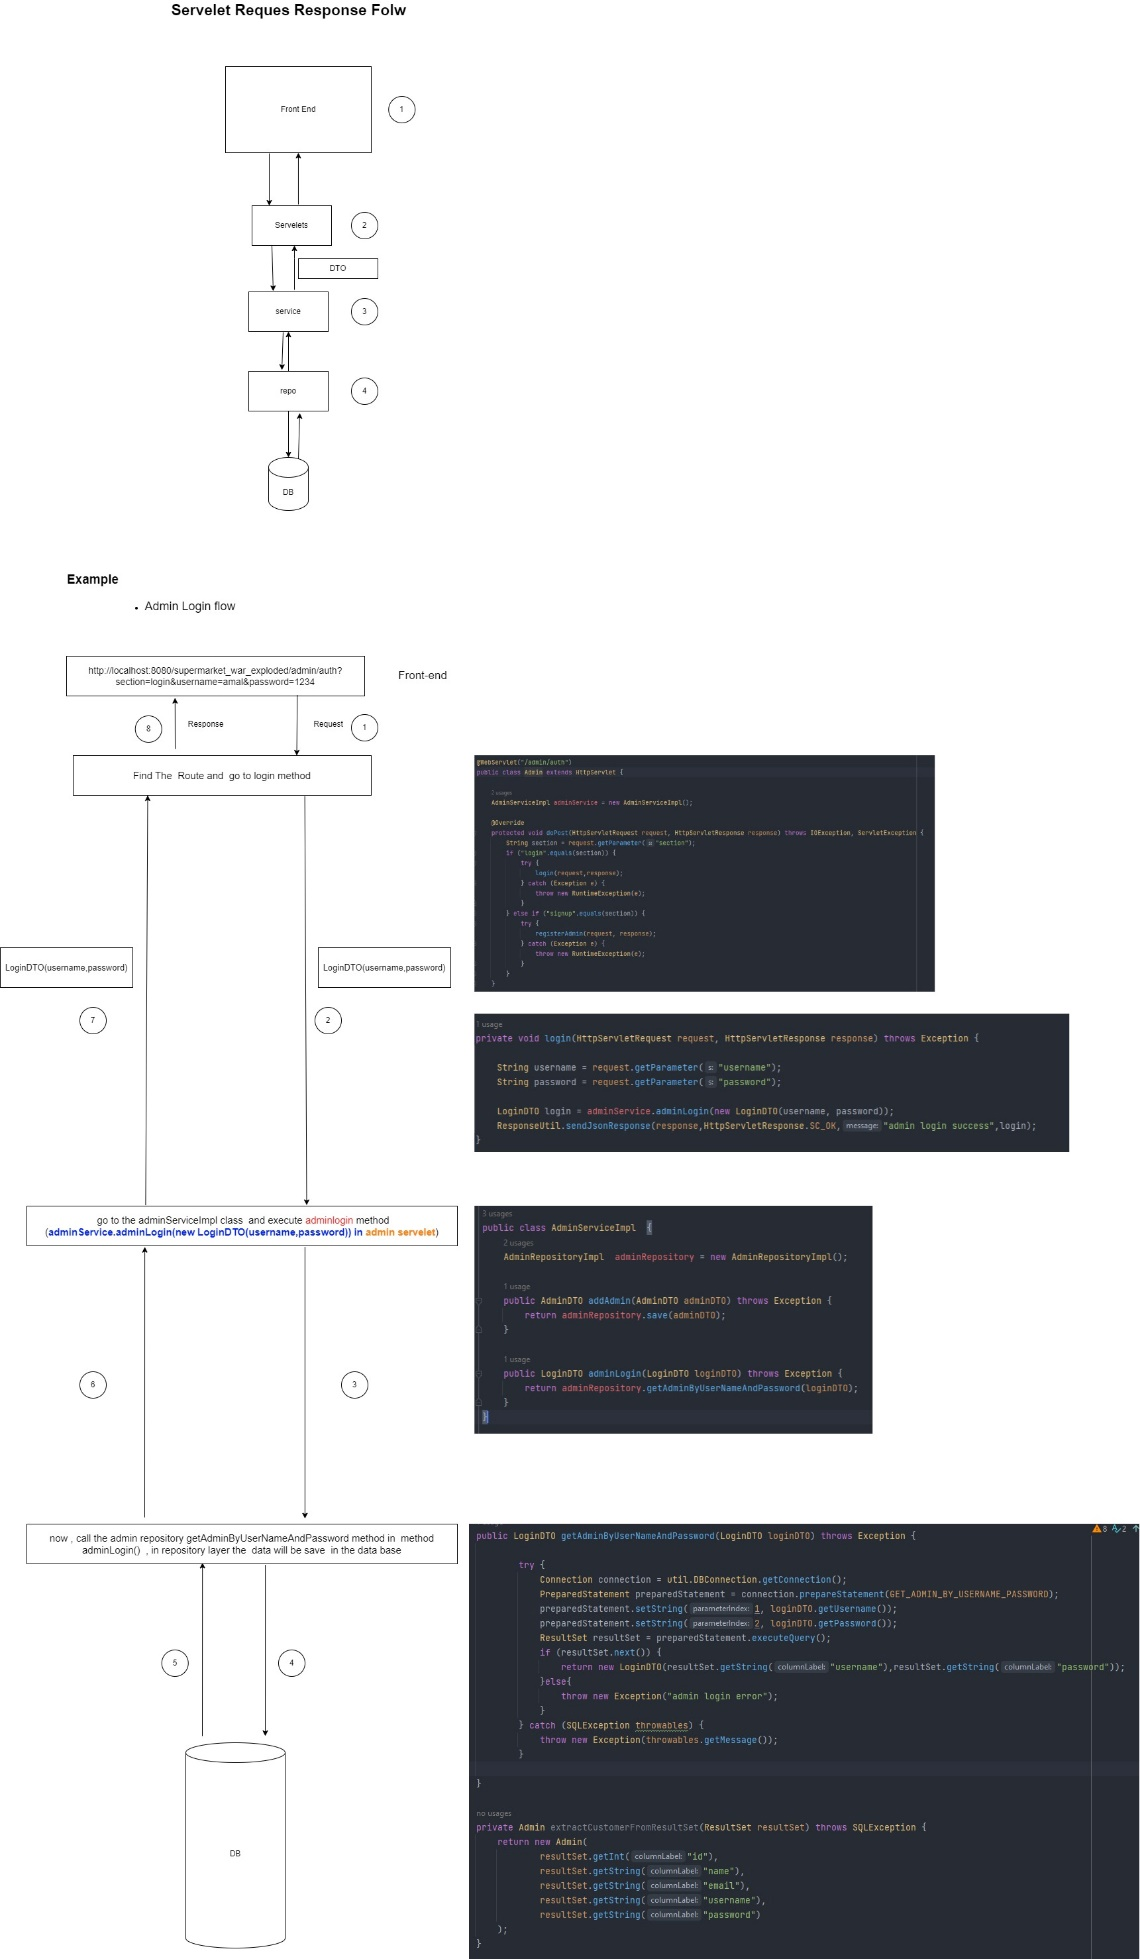 Servelet Reques Response Folw
Front End
1
Servelets
2
DTO
service
3
repo
4
DB
Example
• Admin Login flow
http://localhost:8080/supermarket_war_exploded/admin/auth?
section=login&username=amal&password=1234
Front-end
8
Response
Request
1
Find The Route and go to login method
@WebServlet("/admin/auth")
public class Admin extends HttpServlet {
2 usages
AdminServiceImpl adminService = new AdminServiceImpl();
@Override
protected void doPost(HttpServletRequest request, HttpServletResponse response) throws IOException, ServletException {
String section = request.getParameter( s: "section");
if ("login".equals(section)) {
try {
login(request,response);
} catch (Exception e) {
throw new RuntimeException(e);
}
} else if ("signup".equals(section)) {
try {
registerAdmin(request, response);
} catch (Exception e) {
throw new RuntimeException(e);
}
}
}
LoginDTO(username,password)
LoginDTO(username,password)
7
2
1 usage
private void login(HttpServletRequest request, HttpServletResponse response) throws Exception {
String username = request.getParameter( s: "username");
String password = request.getParameter( s: "password");
LoginDTO login = adminService.adminLogin(new LoginDTO(username, password));
ResponseUtil.sendJsonResponse(response,HttpServletResponse.SC_OK, message: "admin login success",login);
}
go to the adminServiceImpl class and execute adminlogin method
(adminService.adminLogin(new LoginDTO(username,password)) in admin servelet)
3 usages
public class AdminServiceImpl {
2 usages
AdminRepositoryImpl adminRepository = new AdminRepositoryImpl();
1 usage
public AdminDTO addAdmin(AdminDTO adminDTO) throws Exception {
return adminRepository.save(adminDTO);
}
1 usage
public LoginDTO adminLogin(LoginDTO loginDTO) throws Exception {
return adminRepository.getAdminByUserNameAndPassword(loginDTO);
}
}
6
3
now , call the admin repository getAdminByUserNameAndPassword method in method
adminLogin() , in repository layer the data will be save in the data base
8 2
public LoginDTO getAdminByUserNameAndPassword(LoginDTO loginDTO) throws Exception {
try {
Connection connection = util.DBConnection.getConnection();
PreparedStatement preparedStatement = connection.prepareStatement(GET_ADMIN_BY_USERNAME_PASSWORD);
preparedStatement.setString( parameterIndex: 1, loginDTO.getUsername());
preparedStatement.setString( parameterIndex: 2, loginDTO.getPassword());
ResultSet resultSet = preparedStatement.executeQuery();
if (resultSet.next()) {
return new LoginDTO(resultSet.getString( columnLabel: "username"),resultSet.getString( columnLabel: "password"));
}else{
throw new Exception("admin login error");
}
} catch (SQLException throwables) {
throw new Exception(throwables.getMessage());
}
}
5
4
DB
no usages
private Admin extractCustomerFromResultSet(ResultSet resultSet) throws SQLException {
return new Admin(
resultSet.getInt( columnLabel: "id"),
resultSet.getString( columnLabel: "name"),
resultSet.getString( columnLabel: "email"),
resultSet.getString( columnLabel: "username"),
resultSet.getString( columnLabel: "password")
);
}